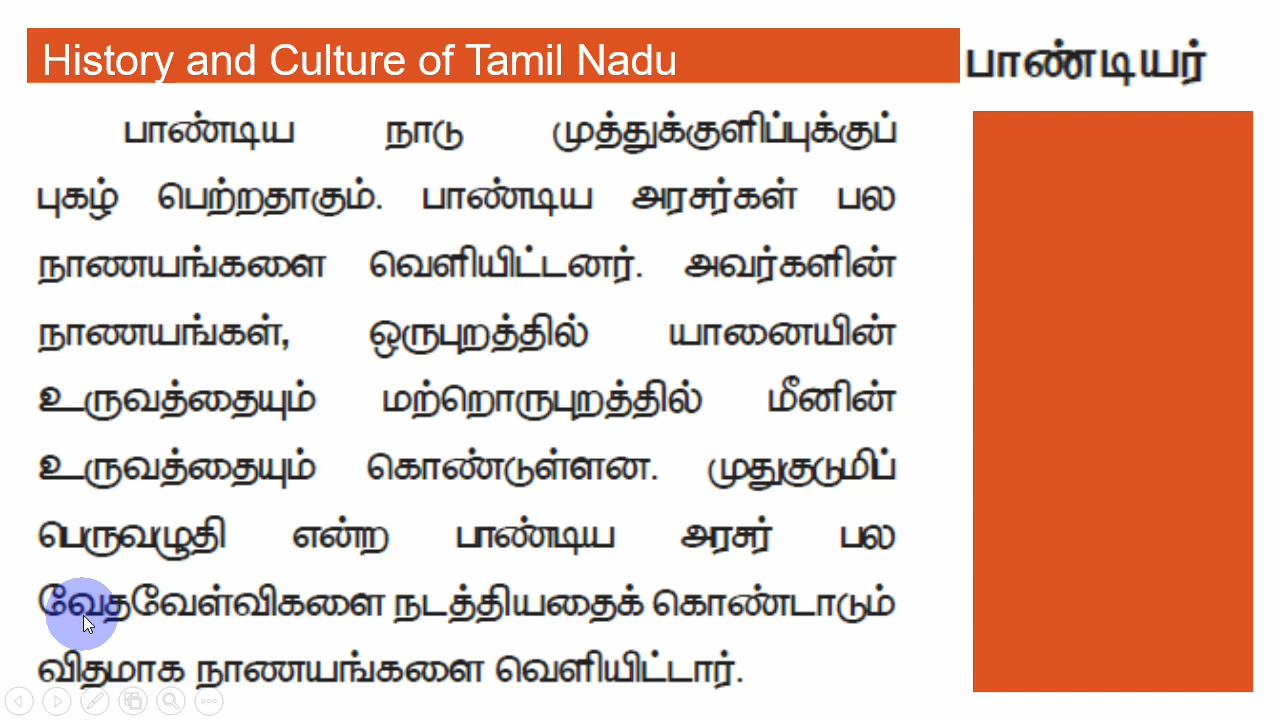 History and Culture of Tamil Nadu
பாண்டியர்
பாண்டிய நாடு முத்துக்குளிப்புக்குப்
புகழ் பெற்றதாகும். பாண்டிய அரசர்கள் பல
நாணயங்களை வெளியிட்டனர். அவர்களின்
நாணயங்கள், ஒருபுறத்தில் யானையின்
உருவத்தையும் மற்றொருபுறத்தில் மீனின்
உருவத்தையும் கொண்டுள்ளன. முதுகுடுமிப்
பெருவழுதி என்ற பாண்டிய அரசர் பல
வேதவேள்விகளை நடத்தியதைக் கொண்டாடும்
விதமாக நாணயங்களை வெளியிட்டார்.